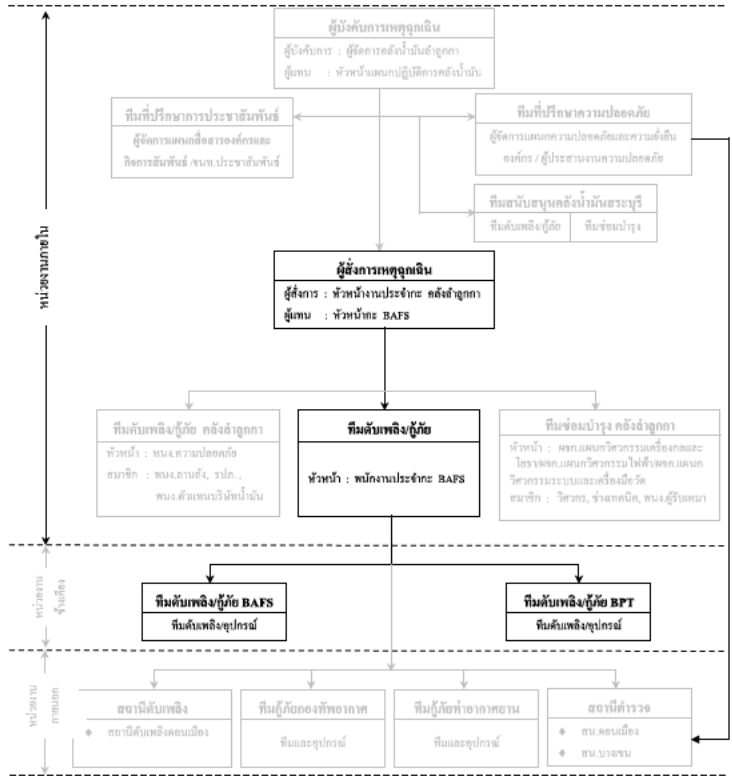 ผู้บังคับการเหตุฉุกเฉิน
ผู้บังคับการ : ผู้จัดการคลังน้ำมันลำลูกกา
ผู้แทน : หัวหน้าแผนกปฏิบัติการคลังน้ำมัน
ทีมที่ปรึกษาการประชาสัมพันธ์
ผู้จัดการแผนกสื่อสารองค์กรและ
กิจการสัมพันธ์ /จนท.ประชาสัมพันธ์
ทีมที่ปรึกษาความปลอดภัย
ผู้จัดการแผนกความปลอดภัยและความยั่งยืน
องค์กร / ผู้ประสานงานความปลอดภัย
ทีมสนับสนุนคลังน้ำมันสระบุรี
ทีมดับเพลิง/กู้ภัย
ทีมซ่อมบำรุง
หน่วยงานภายใน
ผู้สั่งการเหตุฉุกเฉิน
ผู้สั่งการ : หัวหน้างานประจำกะ คลังลำลูกกา
ผู้แทน : หัวหน้ากะ BAFS
ทีมดับเพลิง/กู้ภัย คลังลำลูกกา
หัวหน้า : พนง.ความปลอดภัย
สมาชิก : พนง.ลานถัง, รปภ. ,
พนง.ตัวแทนบริษัทน้ำมัน
ทีมดับเพลิง/กู้ภัย
หัวหน้า : พนักงานประจำกะ BAFS
ทีมซ่อมบำรุง คลังลำลูกกา
หัวหน้า : ผจก.แผนกวิศวกรรมเครื่องกลและ
โยธา/ผจก.แผนกวิศวกรรมไฟฟ้า/ผจก.แผนก
วิศวกรรมระบบและเครื่องมือวัด
สมาชิก : วิศวกร, ช่างเทคนิค, พนง.ผู้รับเหมา
หน่วยงาน
ข้างเคียง
ทีมดับเพลิง/กู้ภัย BAFS
ทีมดับเพลิง/อุปกรณ์
ทีมดับเพลิง/กู้ภัย BPT
ทีมดับเพลิง/อุปกรณ์
หน่วยงาน
ภายนอก
สถานีดับเพลิง
♦ สถานีดับเพลิงดอนเมือง
ทีมกู้ภัยกองทัพอากาศ
ทีมและอุปกรณ์
ทีมกู้ภัยท่าอากาศยาน
ทีมและอุปกรณ์
สถานีตำรวจ
♦ สน.ดอนเมือง
♦ สน.บางเขน